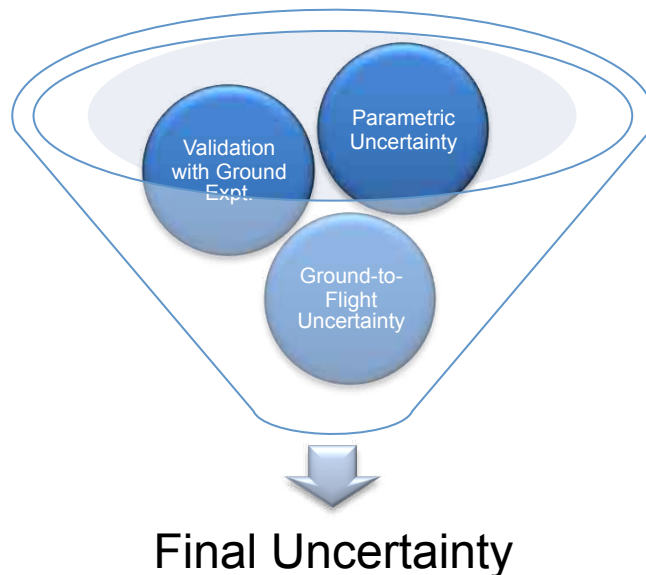 Parametric
Uncertainty
Validation
with Ground
Expt.
Ground-to-
Flight
Uncertainty
Final Uncertainty